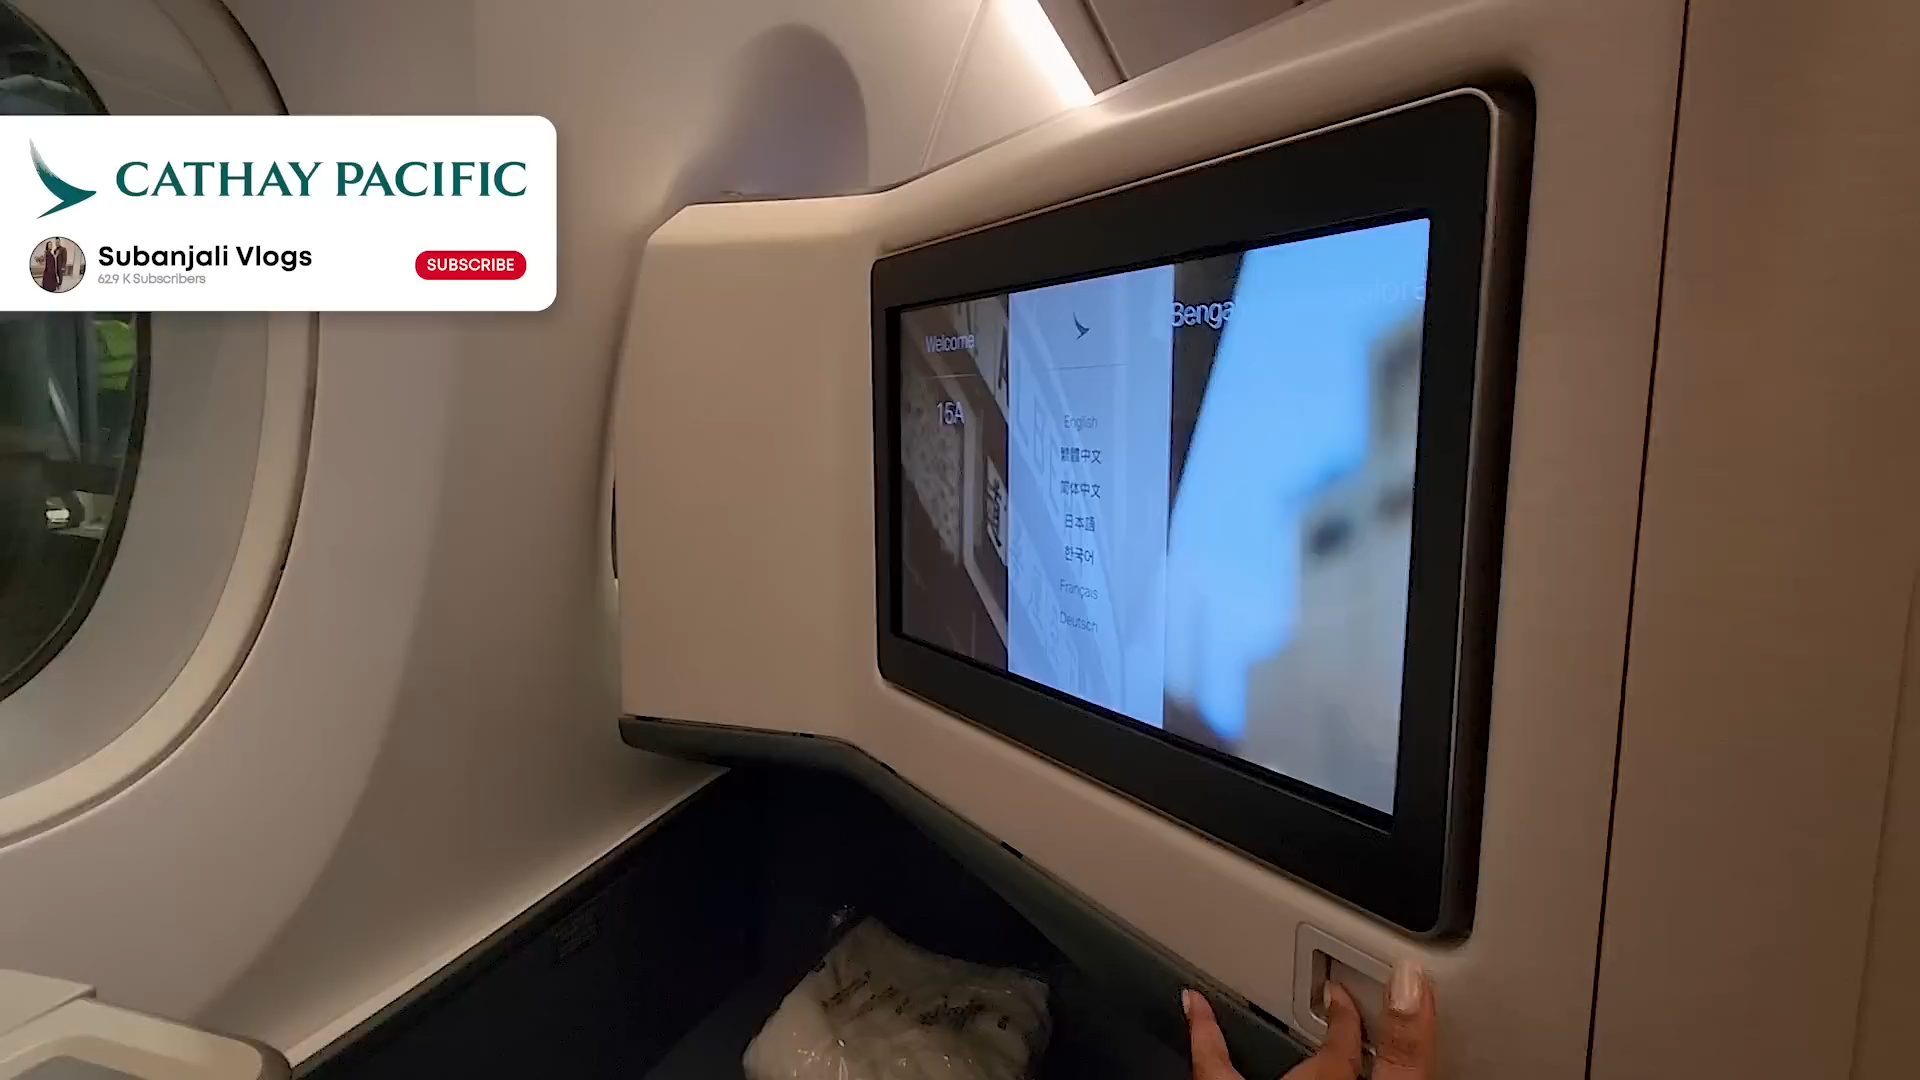 CATHAY PACIFIC
Subanjali Vlogs
62.9 K Subscribers
SUBSCRIBE
Welcome
15A
English
繁體中文
简体中文
日本語
한국어
Français
Deutsch